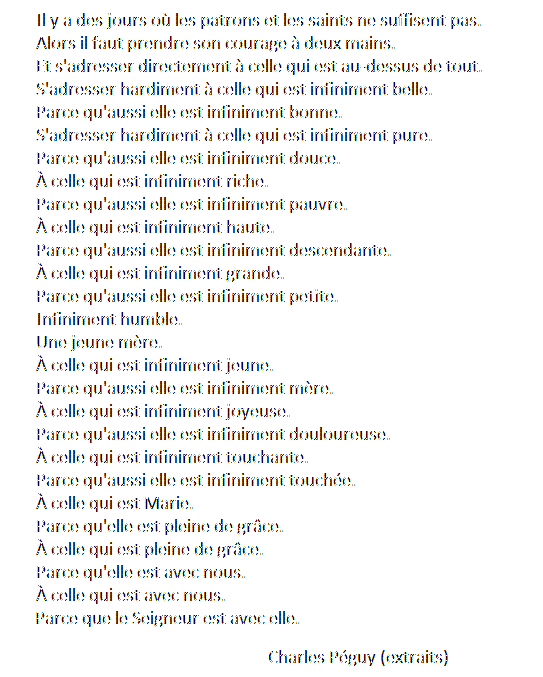 Il y a des jours où les patrons et les saints ne suffisent pas.
Alors il faut prendre son courage à deux mains.
Et s'adresser directement à celle qui est au-dessus de tout.
S'adresser hardiment à celle qui est infiniment belle.
Parce qu'aussi elle est infiniment bonne.
S'adresser hardiment à celle qui est infiniment pure.
Parce qu'aussi elle est infiniment douce.
À celle qui est infiniment riche.
Parce qu'aussi elle est infiniment pauvre.
À celle qui est infiniment haute.
Parce qu'aussi elle est infiniment descendante.
À celle qui est infiniment grande.
Parce qu'aussi elle est infiniment petite.
Infiniment humble.
Une jeune mère.
À celle qui est infiniment jeune.
Parce qu'aussi elle est infiniment mère.
À celle qui est infiniment joyeuse.
Parce qu'aussi elle est infiniment douloureuse.
À celle qui est infiniment touchante.
Parce qu'aussi elle est infiniment touchée.
À celle qui est Marie.
Parce qu'elle est pleine de grâce.
À celle qui est pleine de grâce.
Parce qu'elle est avec nous.
À celle qui est avec nous.
Parce que le Seigneur est avec elle.
Charles Péguy (extraits)